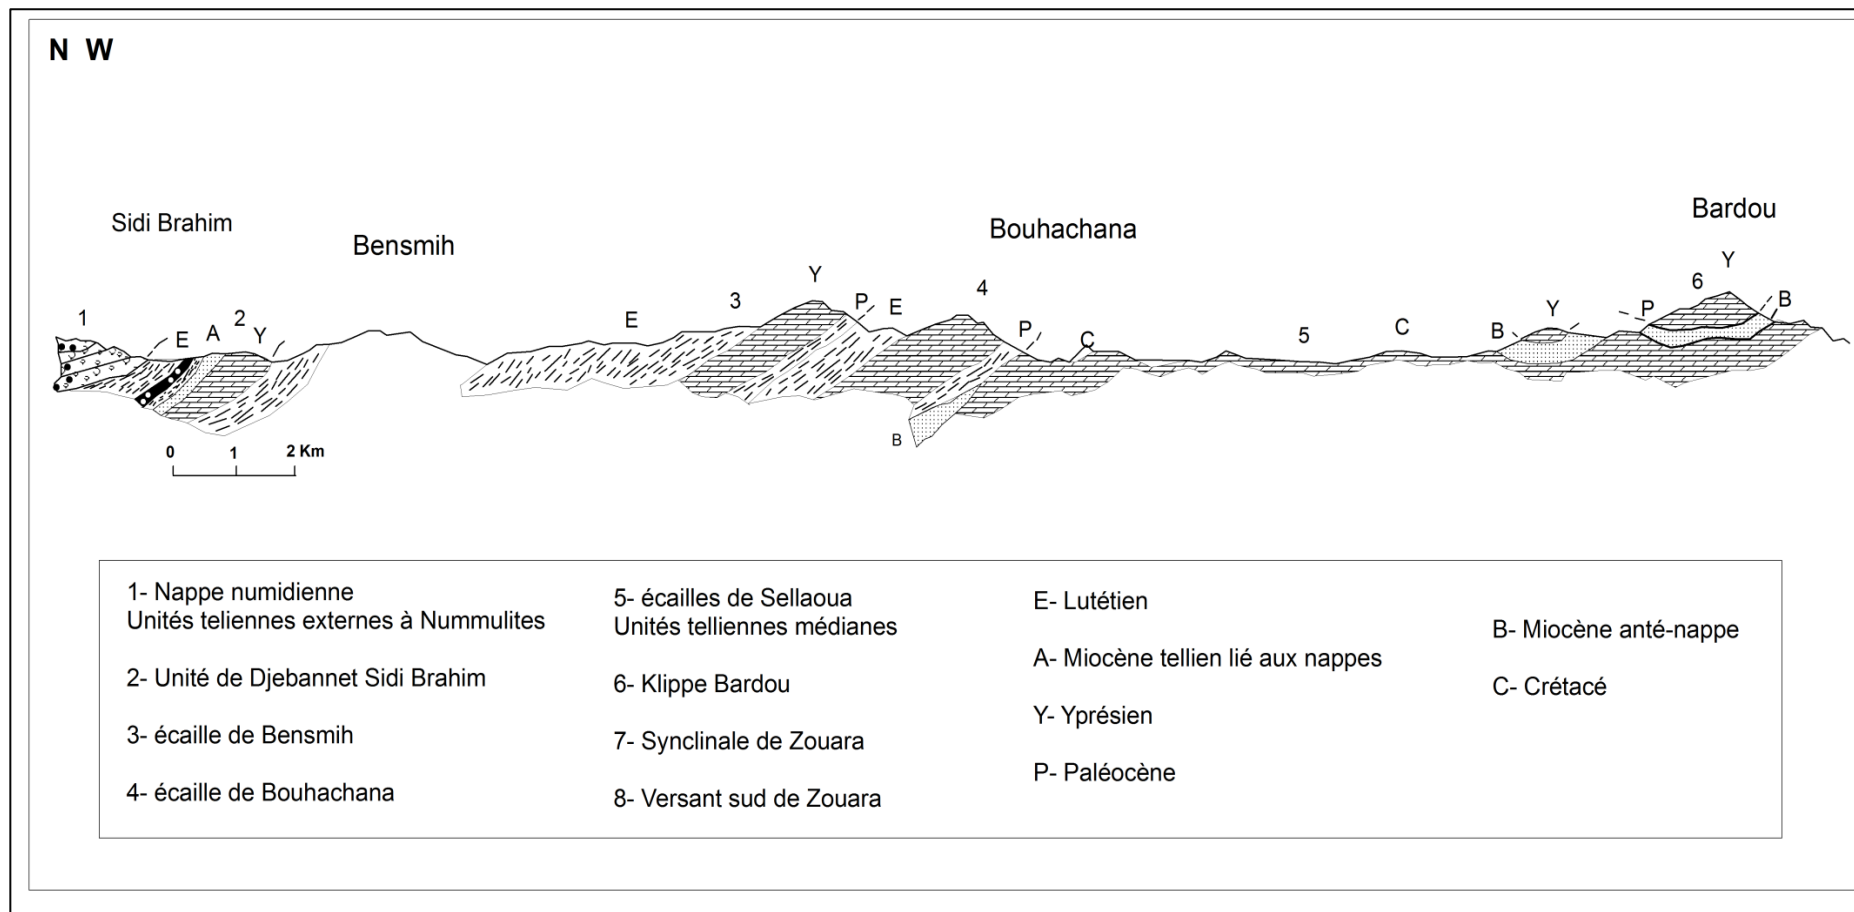 N W
Sidi Brahim
Bensmih
Bouhachana
Bardou
1
E
A
2
Y
E
3
Y
P
E
4
P
C
5
C
B
Y
P
6
Y
B
B
0 1 2 Km
1- Nappe numidienne
Unités teliennes externes à Nummulites
2- Unité de Djebannet Sidi Brahim
3- écaille de Bensmih
4- écaille de Bouhachana
5- écailles de Sellaoua
Unités telliennes médianes
6- Klippe Bardou
7- Synclinale de Zouara
8- Versant sud de Zouara
E- Lutétien
A- Miocène tellien lié aux nappes
Y- Yprésien
P- Paléocène
B- Miocène anté-nappe
C- Crétacé